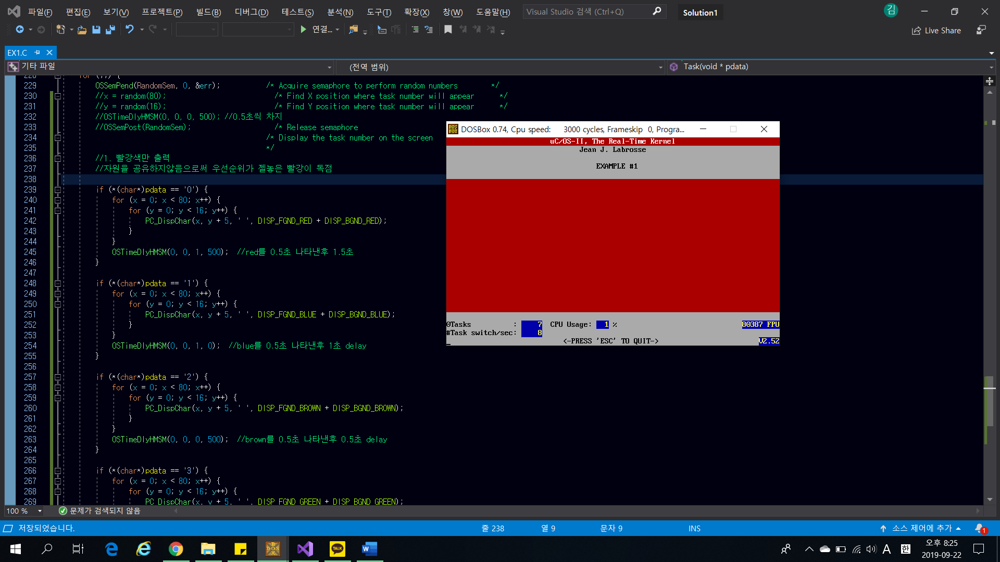 파일(F) 편집(E) 보기(V) 프로젝트(P) 빌드(B) 디버그(D) 테스트(S) 분석(N) 도구(T) 확장(X) 창(W) 도움말(H) Visual Studio 검색 (Ctrl+Q) Solution1 김
연결... Live Share
EX1.C
기타 파일 (전역 범위) Task(void * pdata)
228 for (;;) {
229 OSSemPend(RandomSem, 0, &err); /* Acquire semaphore to perform random numbers */
230 //x = random(80); /* Find X position where task number will appear */
231 //y = random(16); /* Find Y position where task number will appear */
232 //OSTimeDlyHMSM(0, 0, 0, 500); //0.5초씩 차지
233 //OSSemPost(RandomSem); /* Release semaphore
234 /* Display the task number on the screen
235 */
236 //1. 빨강색만 출력
237 //자원을 공유하지않음으로써 우선순위가 젤높은 빨강이 독점
238
239 if (*(char*)pdata == '0') {
240 for (x = 0; x < 80; x++) {
241 for (y = 0; y < 16; y++) {
242 PC_DispChar(x, y + 5, ' ', DISP_FGND_RED + DISP_BGND_RED);
243 }
244 }
245 OSTimeDlyHMSM(0, 0, 1, 500); //red를 0.5초 나타낸후 1.5초
246 }
247
248 if (*(char*)pdata == '1') {
249 for (x = 0; x < 80; x++) {
250 for (y = 0; y < 16; y++) {
251 PC_DispChar(x, y + 5, ' ', DISP_FGND_BLUE + DISP_BGND_BLUE);
252 }
253 }
254 OSTimeDlyHMSM(0, 0, 1, 0); //blue를 0.5초 나타낸후 1초 delay
255 }
256
257 if (*(char*)pdata == '2') {
258 for (x = 0; x < 80; x++) {
259 for (y = 0; y < 16; y++) {
260 PC_DispChar(x, y + 5, ' ', DISP_FGND_BROWN + DISP_BGND_BROWN);
261 }
262 }
263 OSTimeDlyHMSM(0, 0, 0, 500); //brown를 0.5초 나타낸후 0.5초 delay
264 }
265
266 if (*(char*)pdata == '3') {
267 for (x = 0; x < 80; x++) {
268 for (y = 0; y < 16; y++) {
269 PC_DispChar(x, y + 5, ' ', DISP_FGND_GREEN + DISP_BGND_GREEN);
DOSBox 0.74, Cpu speed: 3000 cycles, Frameskip 0, Progra...
uC/OS-II, The Real-Time Kernel
Jean J. Labrosse
EXAMPLE #1
0Tasks : 7 CPU Usage: 1 % 80387 FPU
#Task switch/sec: 8
<-PRESS 'ESC' TO QUIT-> V2.52
100 % 문제가 검색되지 않음
저장되었습니다. 줄 238 열 9 문자 9 INS 소스 제어에 추가 1
TALK A 한 오후 8:25
2019-09-22